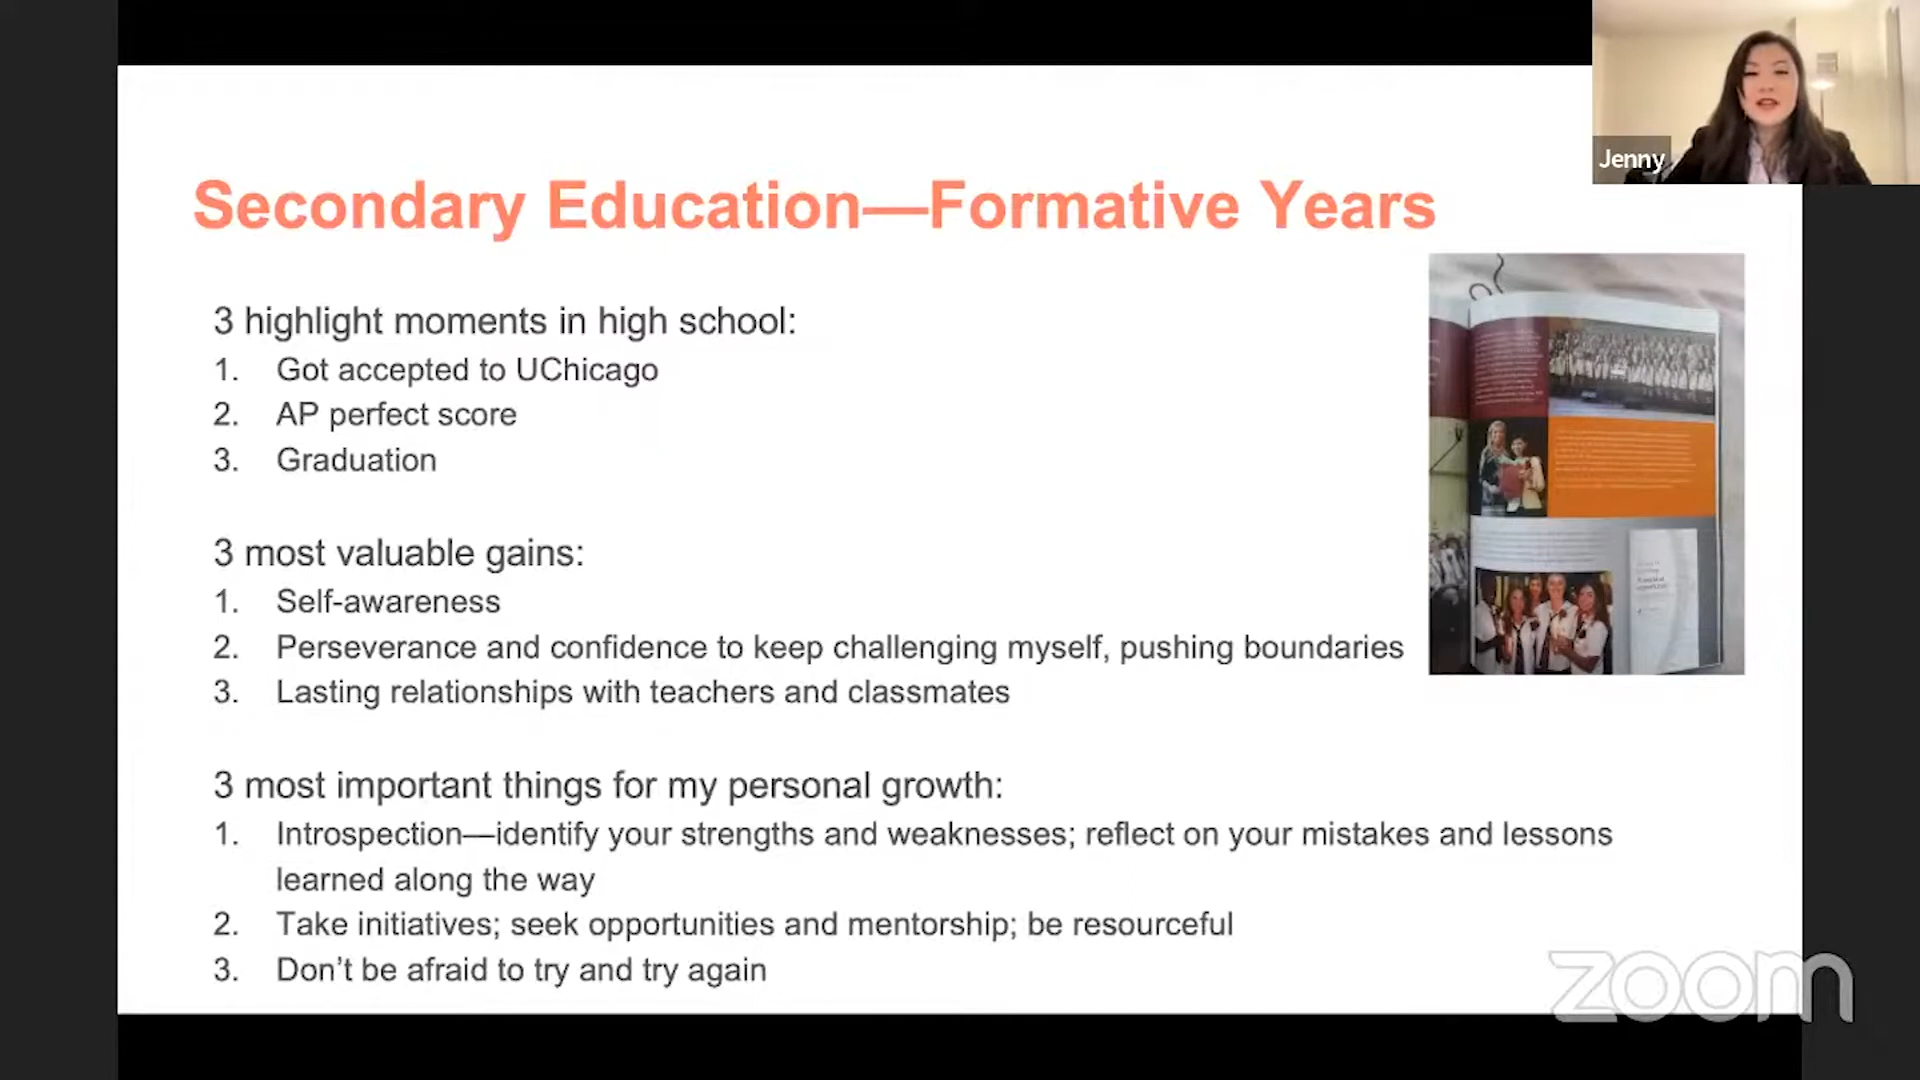 Jenny
Secondary Education—Formative Years
3 highlight moments in high school:
1. Got accepted to UChicago
2. AP perfect score
3. Graduation
3 most valuable gains:
1. Self-awareness
2. Perseverance and confidence to keep challenging myself, pushing boundaries
3. Lasting relationships with teachers and classmates
3 most important things for my personal growth:
1. Introspection—identify your strengths and weaknesses; reflect on your mistakes and lessons
learned along the way
2. Take initiatives; seek opportunities and mentorship; be resourceful
3. Don't be afraid to try and try again
zoom